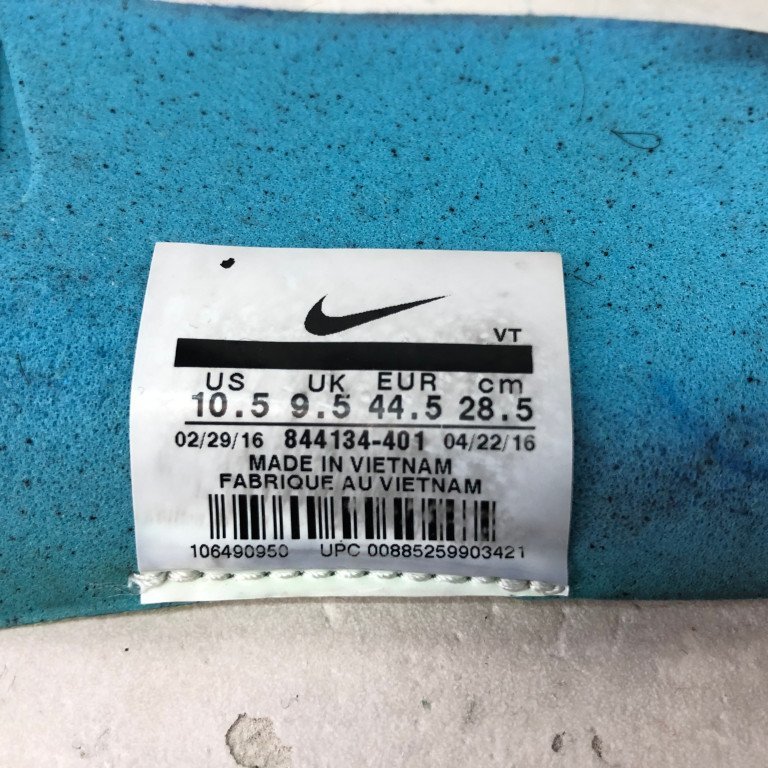 VT
US UK EUR cm
10.5 9.5 44.5 28.5
02/29/16 844134-401 04/22/16
MADE IN VIETNAM
FABRIQUE AU VIETNAM
106490950 UPC 00885259903421